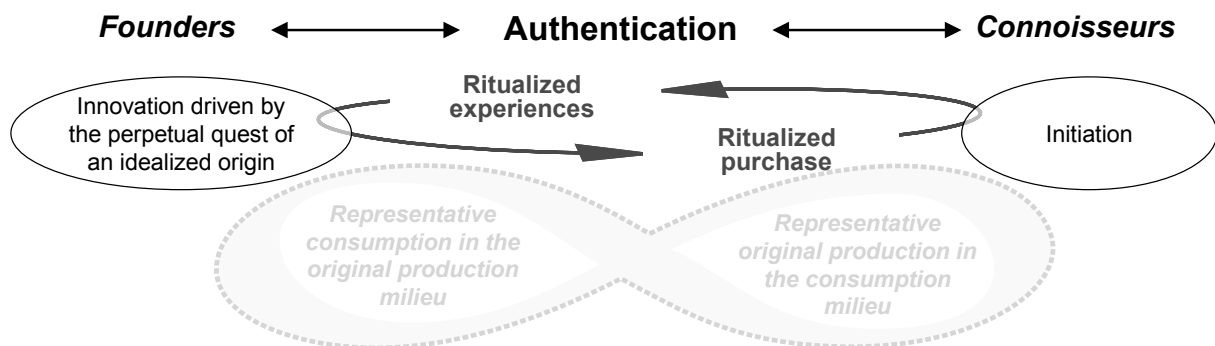 Founders Authentication Connoisseurs
Innovation driven by
the perpetual quest of
an idealized origin
Ritualized
experiences
Ritualized
purchase
Initiation
Representative
consumption in the
original production
milieu
Representative
original production in
the consumption
milieu